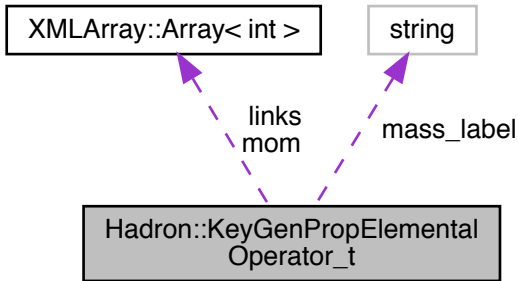 XMLArray::Array< int >
string
links
mom
mass_label
Hadron::KeyGenPropElemental
Operator_t